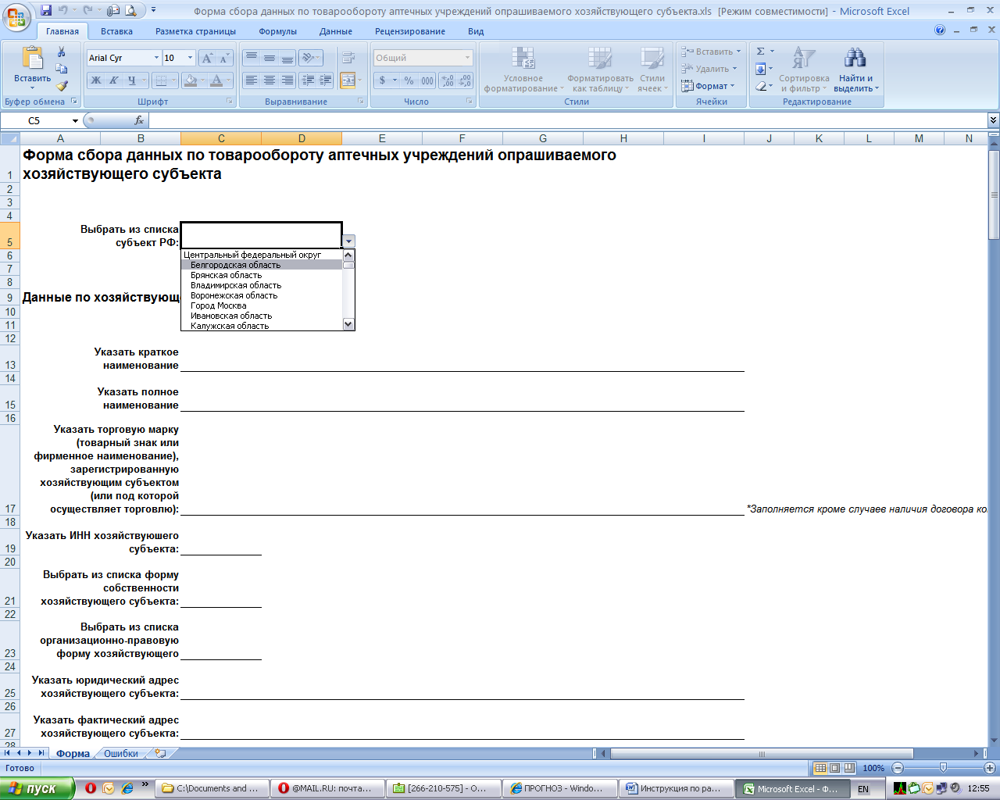 Форма сбора данных по товарообороту аптечных учреждений опрашиваемого хозяйствующего субъекта.xls [Режим совместимости] - Microsoft Excel
Главная Вставка Разметка страницы Формулы Данные Рецензирование Вид
Вставить
Буфер обмена
Arial Cyr 10
Ж К Ч
Шрифт
Выравнивание
Общий
$ % 000
Число
Условное форматирование
Форматировать как таблицу
Стили ячеек
Стили
Вставить
Удалить
Формат
Ячейки
Сортировка и фильтр
Найти и выделить
Редактирование
C5 fx
A B C D E F G H I J K L M N
1 Форма сбора данных по товарообороту аптечных учреждений опрашиваемого
хозяйствующего субъекта
2
3
4
Выбрать из списка
5 субъект РФ:
Центральный федеральный округ
6
Белгородская область
7
Брянская область
8
Владимирская область
9 Данные по хозяйствующ
Воронежская область
Город Москва
10
Ивановская область
11
Калужская область
12
Указать краткое
13 наименование
14
Указать полное
15 наименование
16
Указать торговую марку
(товарный знак или
фирменное наименование),
зарегистрированную
хозяйствующим субъектом
(или под которой
17 осуществляет торговлю): *Заполняется кроме случаев наличия договора ко
18
Указать ИНН хозяйствуюшего
19 субъекта:
20
Выбрать из списка форму
собственности
21 хозяйствующего субъекта:
22
Выбрать из списка
организационно-правовую
23 форму хозяйствующего
24
Указать юридический адрес
25 хозяйствующего субъекта:
26
Указать фактический адрес
27 хозяйствующего субъекта:
28
Форма Ошибки
Готово 100%
пуск C:\Documents and ... @MAIL.RU: почта... [266-210-575] - О... ПРОГНОЗ - Windo... Инструкция по ра... Microsoft Excel - Ф... EN 12:55